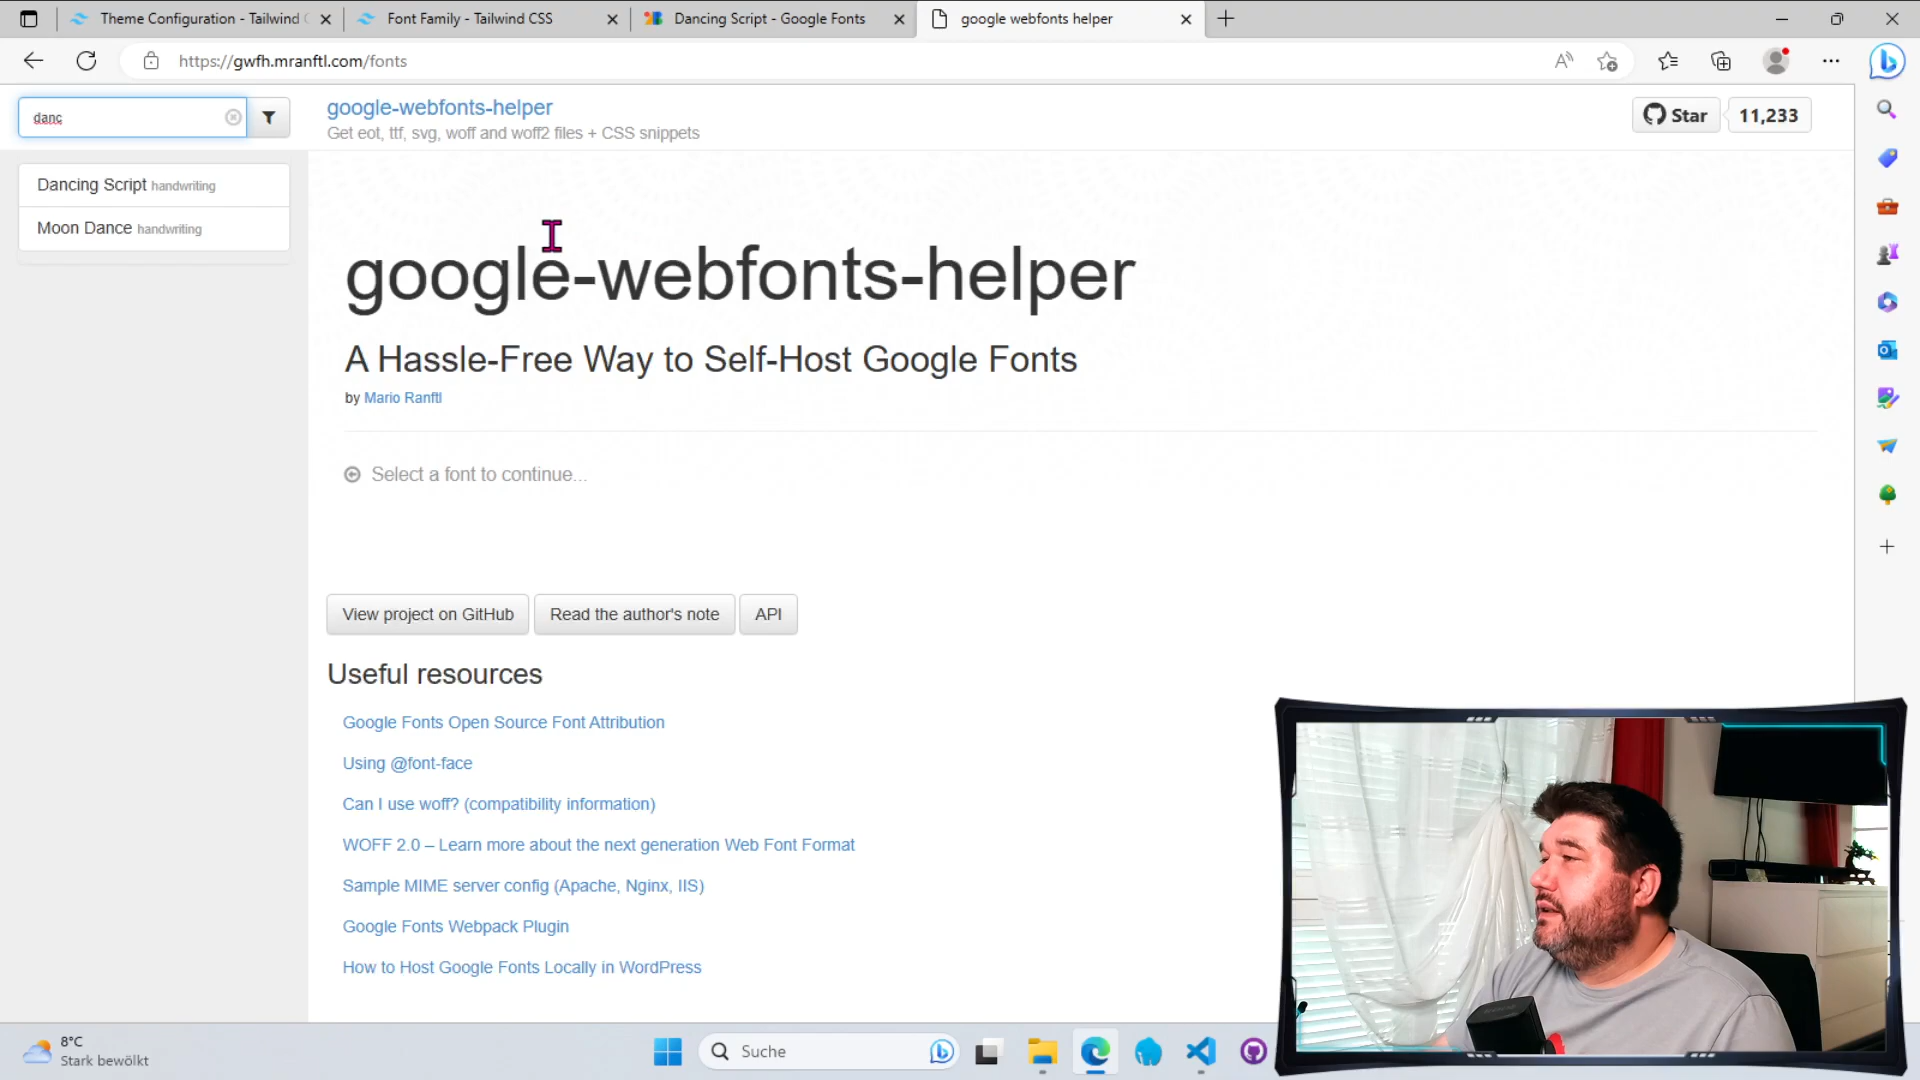 Theme Configuration - Tailwind C
Font Family - Tailwind CSS
Dancing Script - Google Fonts
google webfonts helper
https://gwfh.mranftl.com/fonts
danc
google-webfonts-helper
Get eot, ttf, svg, woff and woff2 files + CSS snippets
Star
11,233
Dancing Script handwriting
Moon Dance handwriting
google-webfonts-helper
A Hassle-Free Way to Self-Host Google Fonts
by Mario Ranftl
Select a font to continue...
View project on GitHub
Read the author's note
API
Useful resources
Google Fonts Open Source Font Attribution
Using @font-face
Can I use woff? (compatibility information)
WOFF 2.0 – Learn more about the next generation Web Font Format
Sample MIME server config (Apache, Nginx, IIS)
Google Fonts Webpack Plugin
How to Host Google Fonts Locally in WordPress
8°C
Stark bewölkt
Suche